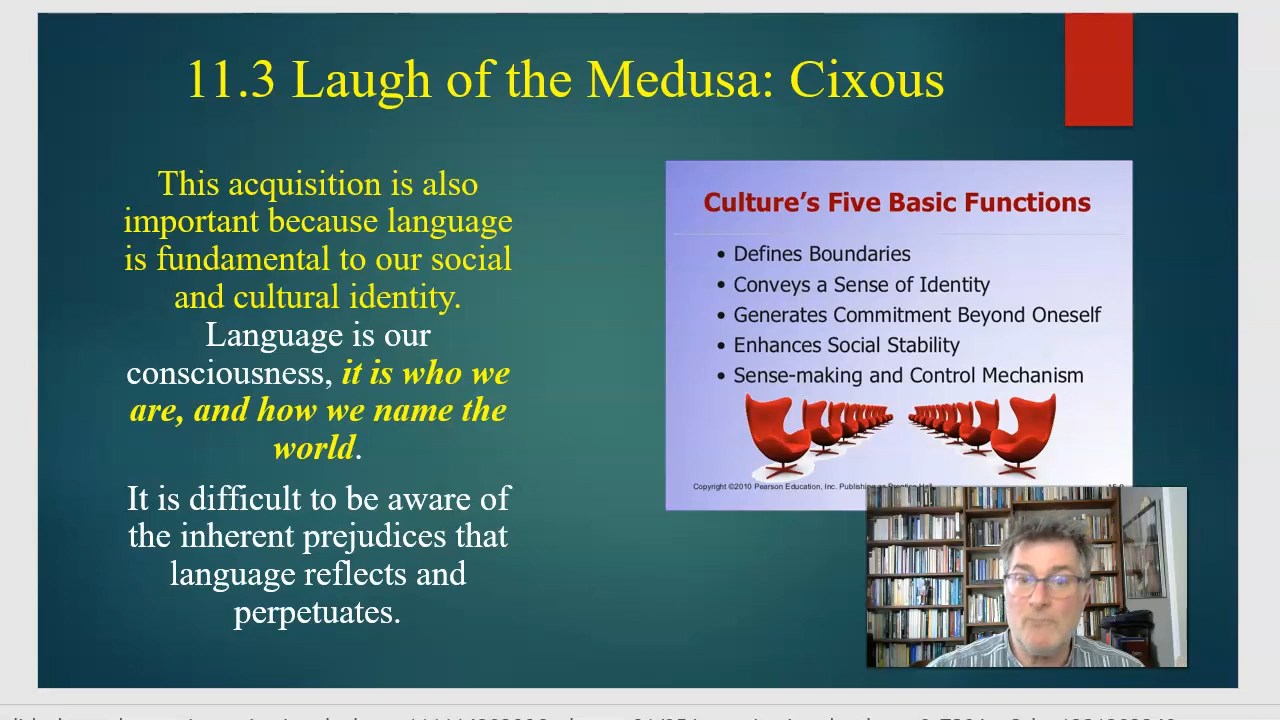 11.3 Laugh of the Medusa: Cixous
This acquisition is also
important because language
is fundamental to our social
and cultural identity.
Language is our
consciousness, it is who we
are, and how we name the
world.
It is difficult to be aware of
the inherent prejudices that
language reflects and
perpetuates.
Culture's Five Basic Functions
• Defines Boundaries
• Conveys a Sense of Identity
• Generates Commitment Beyond Oneself
• Enhances Social Stability
• Sense-making and Control Mechanism
Copyright ©2010 Pearson Education, Inc. Publishing as Prentice Hall